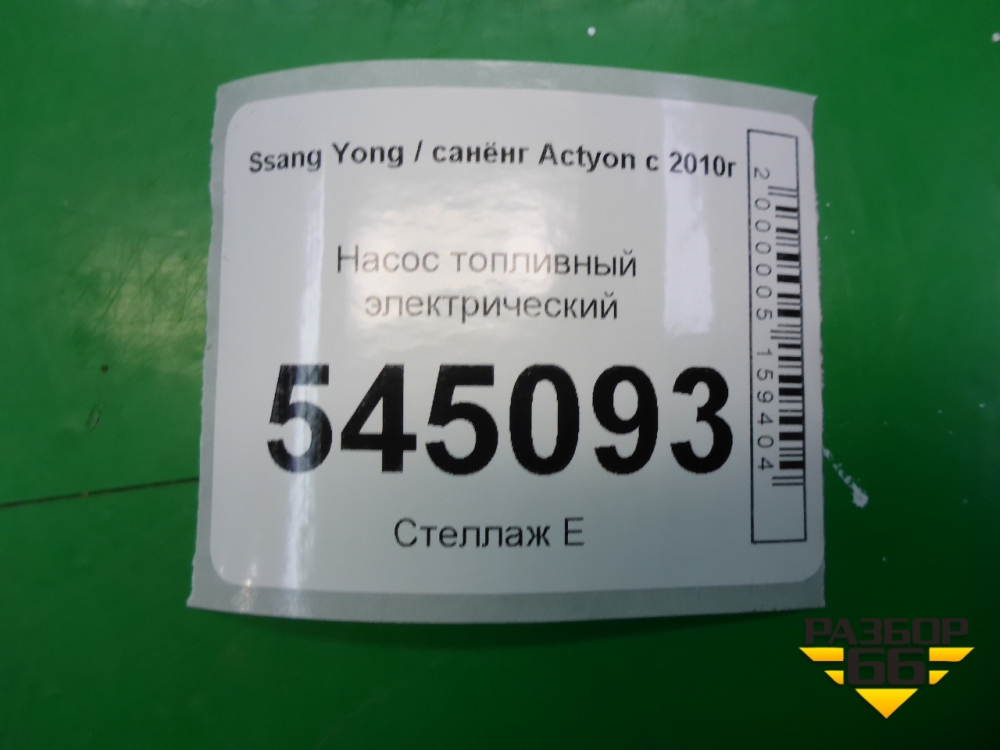 Ssang Yong / санёнг Actyon с 2010г
Насос топливный
электрический
545093
Стеллаж Е
2000005159404
РАЗБОР
66